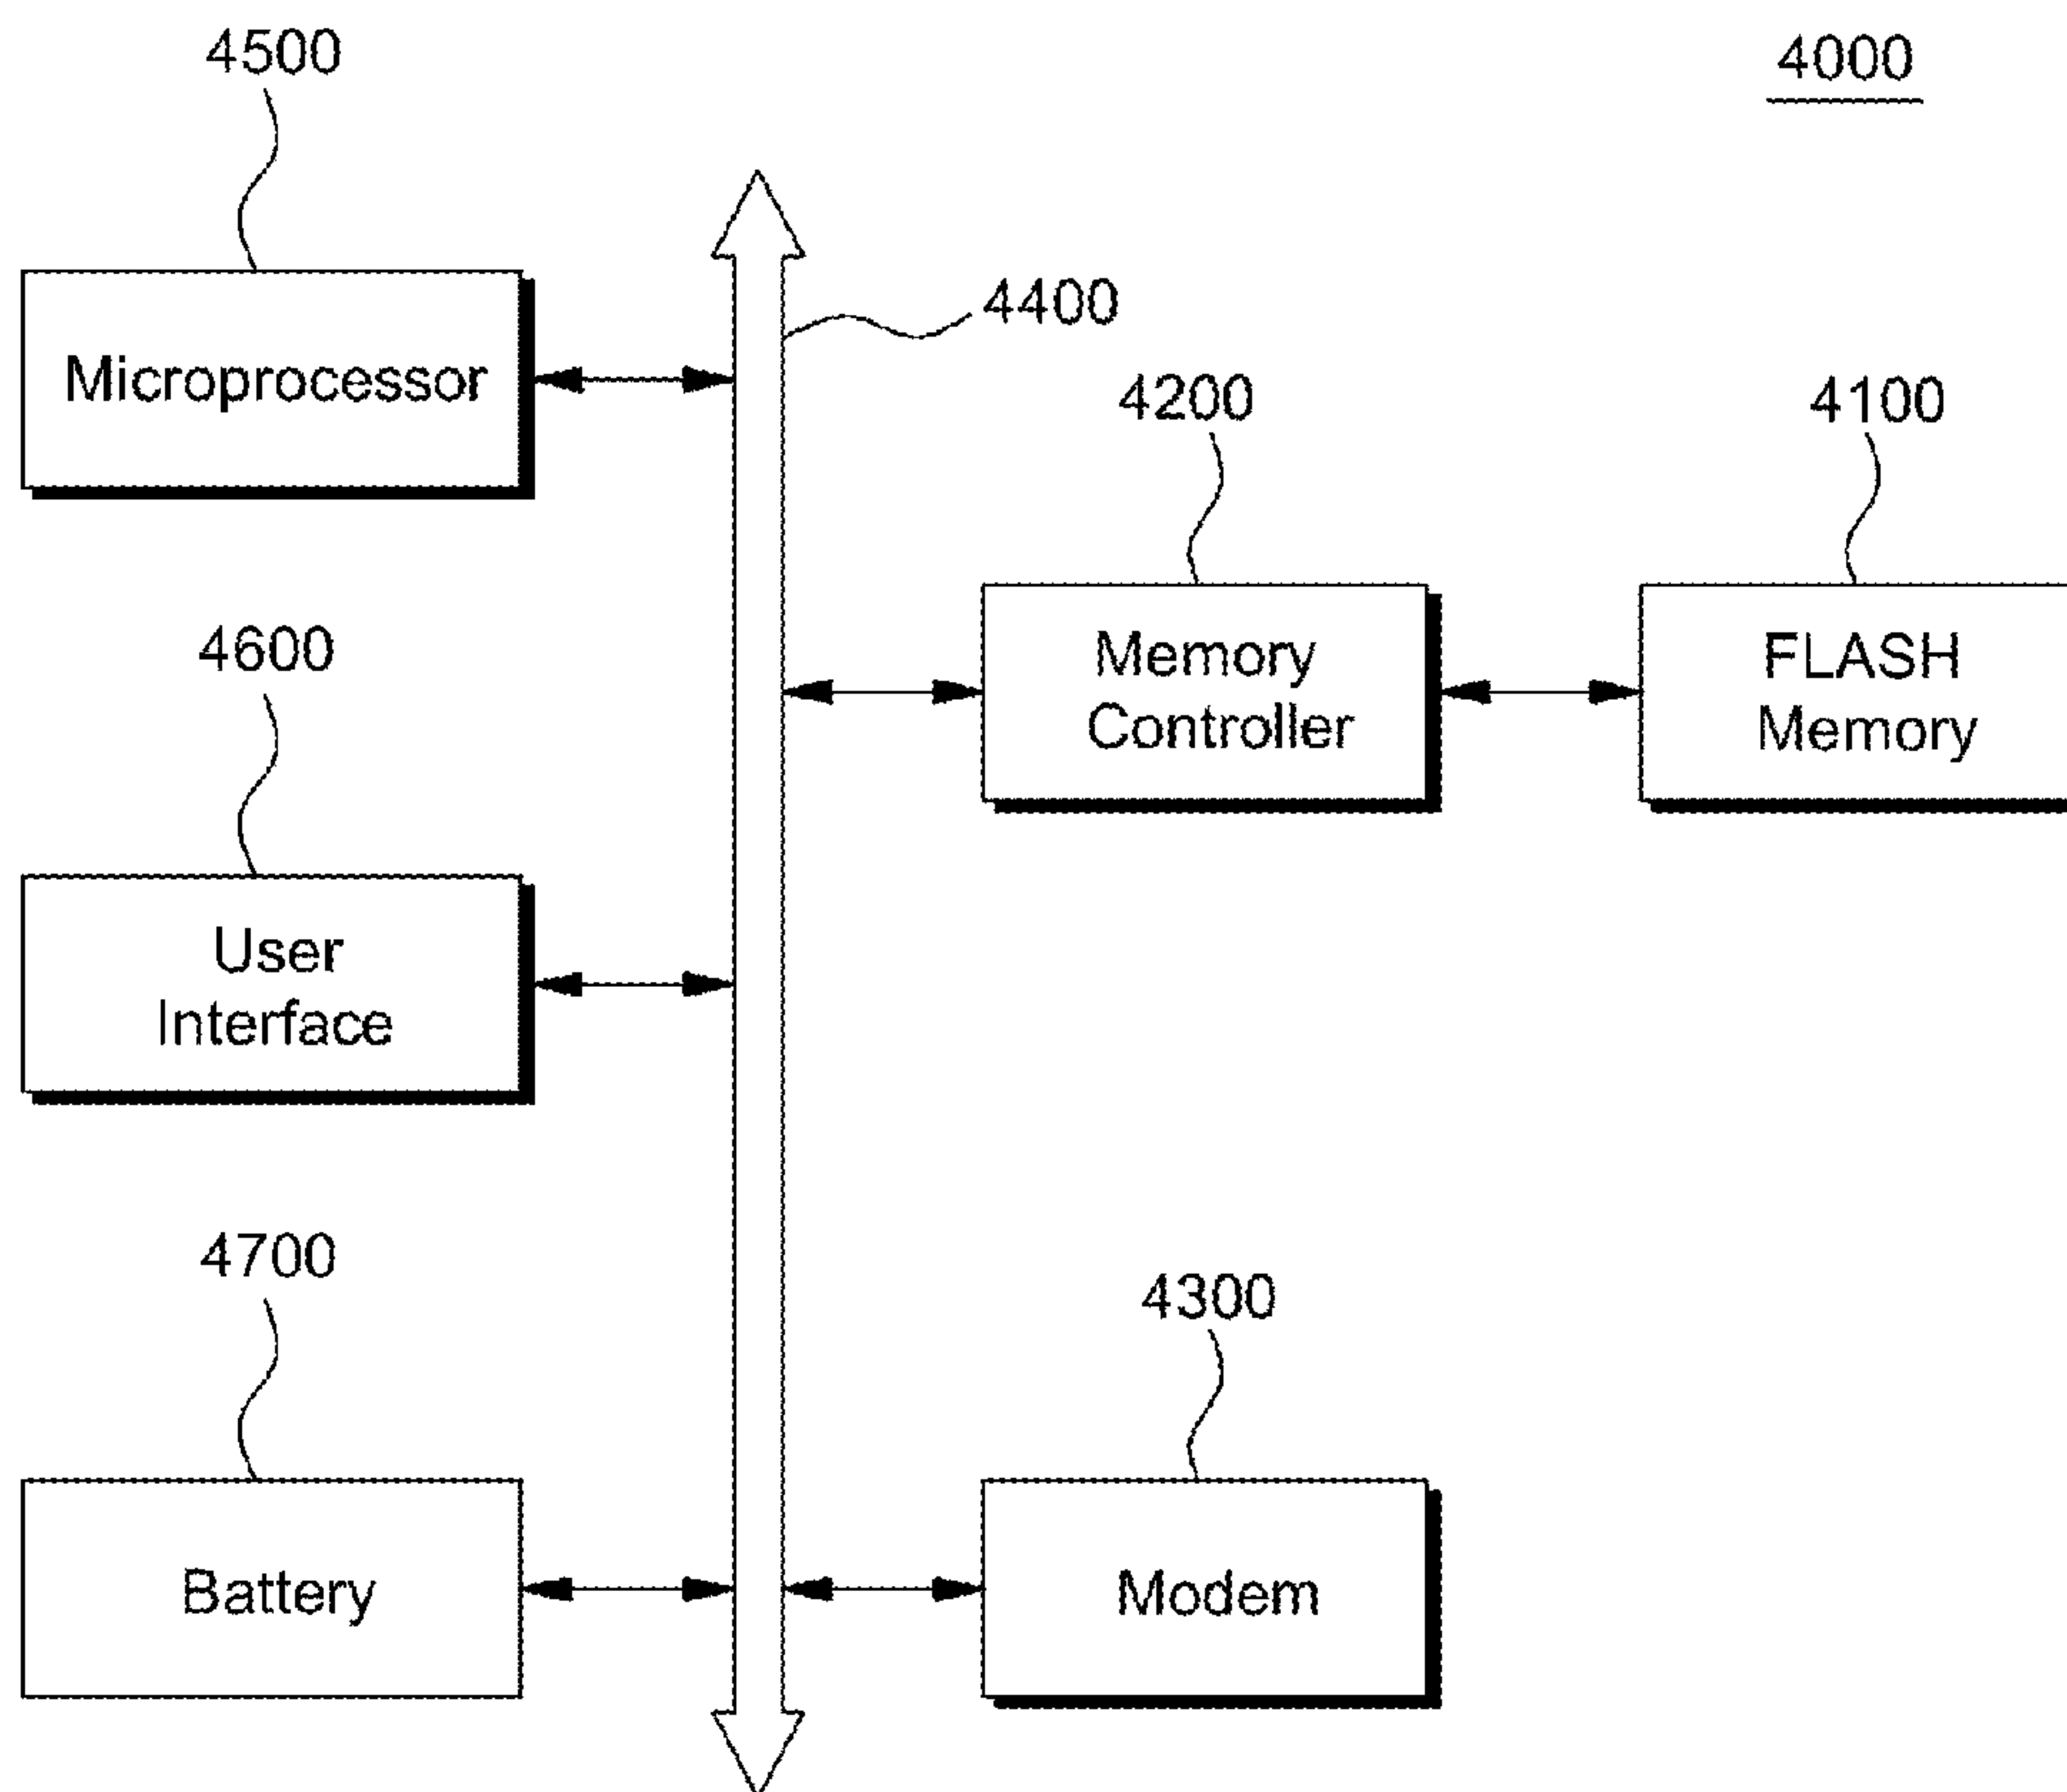 4500
4000
Microprocessor
4400
4200
4100
Memory
Controller
FLASH
Memory
4600
User
Interface
4700
4300
Battery
Modem